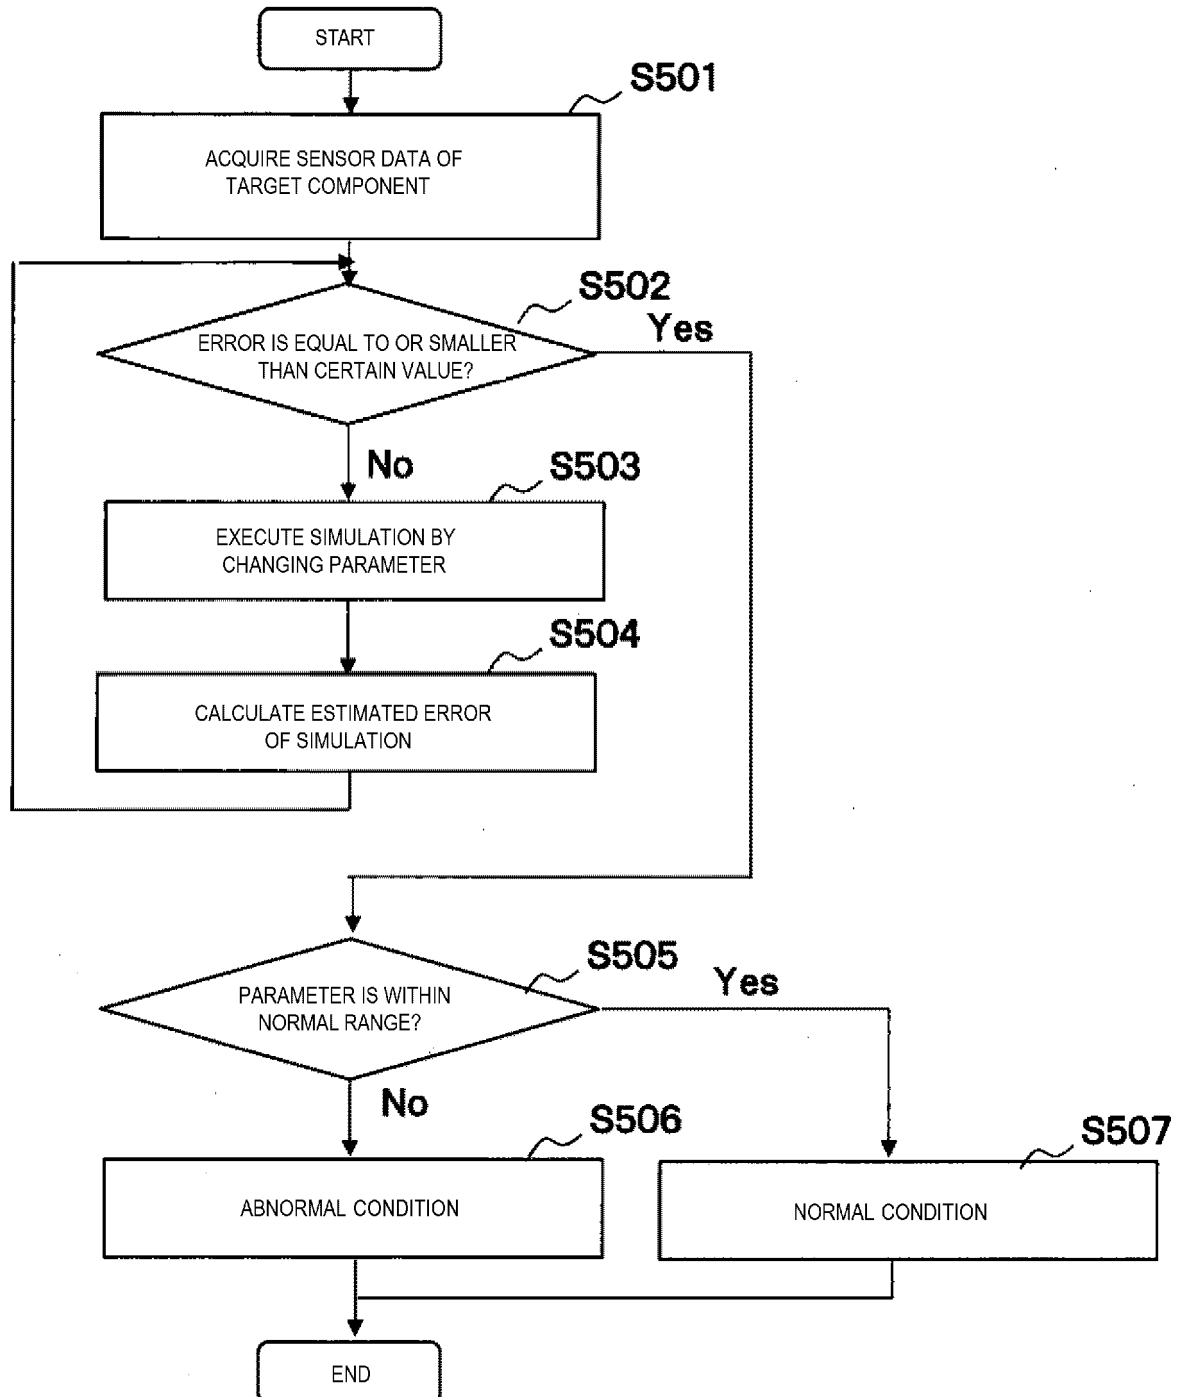 START
S501
ACQUIRE SENSOR DATA OF
TARGET COMPONENT
S502
Yes
ERROR IS EQUAL TO OR SMALLER
THAN CERTAIN VALUE?
No
S503
EXECUTE SIMULATION BY
CHANGING PARAMETER
S504
CALCULATE ESTIMATED ERROR
OF SIMULATION
S505
Yes
PARAMETER IS WITHIN
NORMAL RANGE?
No
S506
S507
ABNORMAL CONDITION
NORMAL CONDITION
END